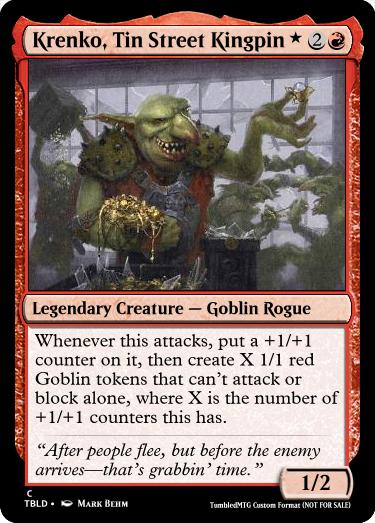 Krenko, Tin Street Kingpin ★ 2
Legendary Creature — Goblin Rogue
Whenever this attacks, put a +1/+1
counter on it, then create X 1/1 red
Goblin tokens that can't attack or
block alone, where X is the number of
+1/+1 counters this has.
“After people flee, but before the enemy
arrives—that's grabbin' time.”
1/2
C
TBLD • Mark Behm
TumbledMTG Custom Format (NOT FOR SALE)